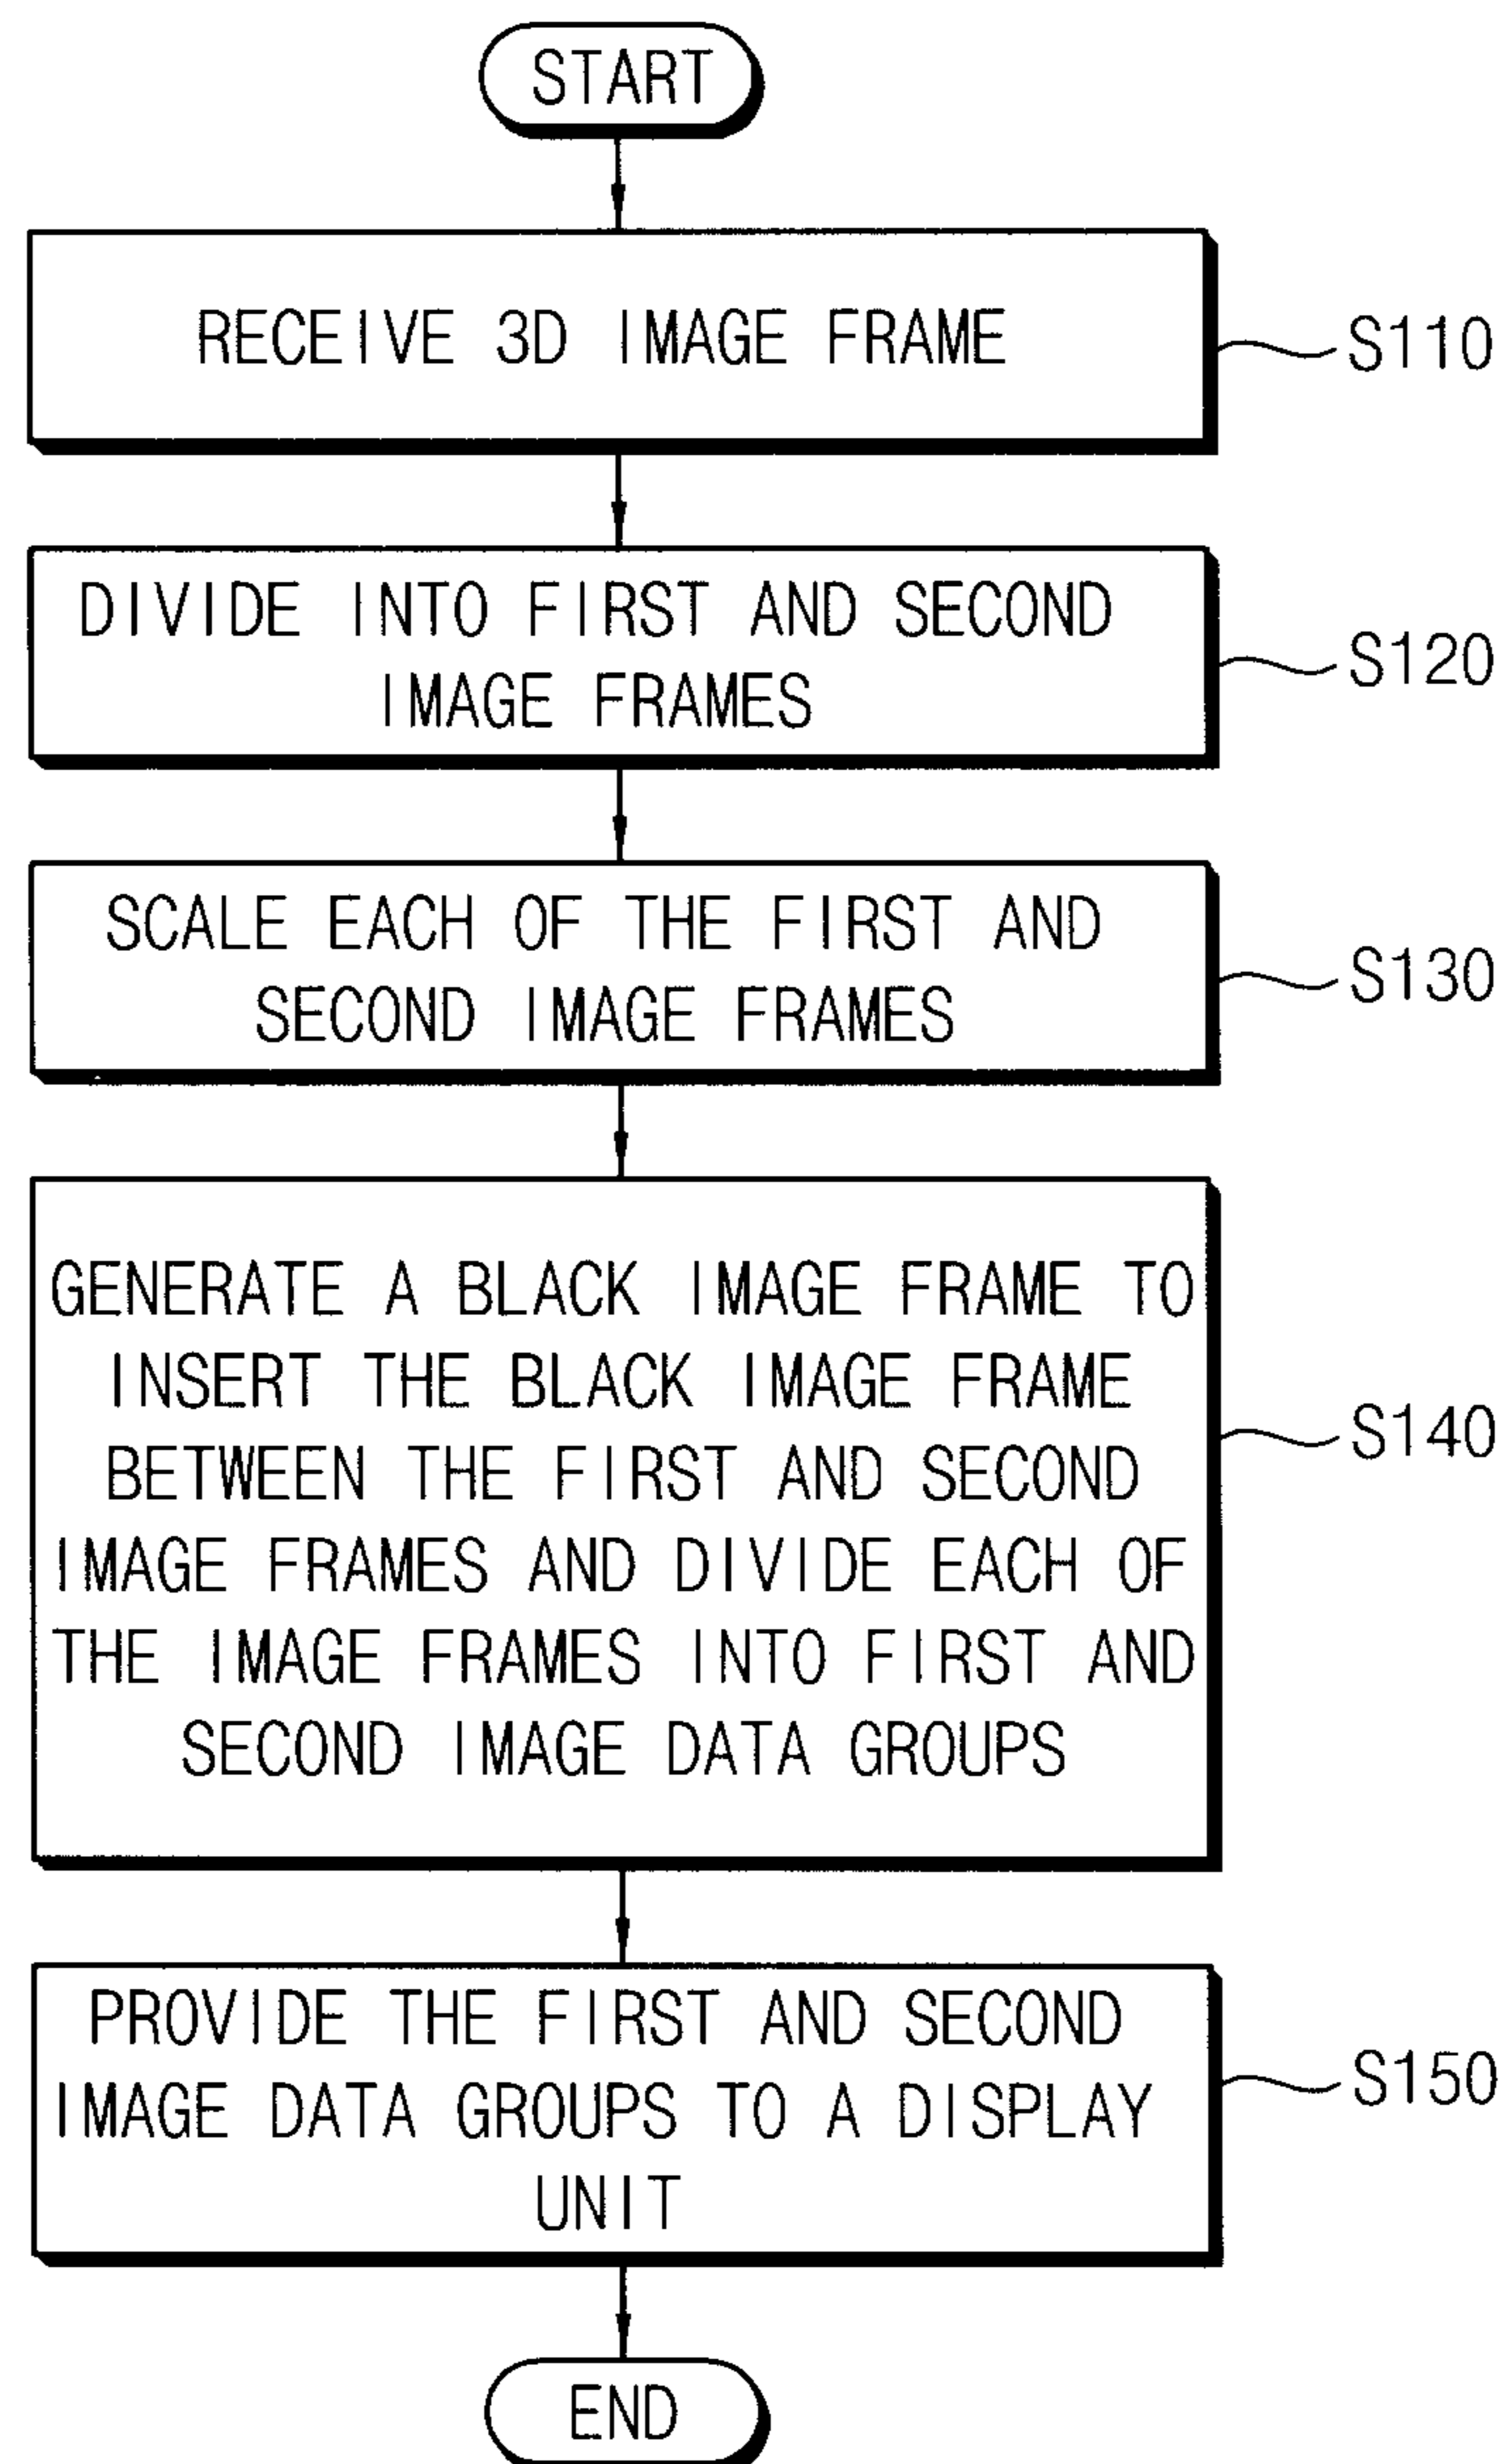 START
RECEIVE 3D IMAGE FRAME
S110
DIVIDE INTO FIRST AND SECOND
IMAGE FRAMES
S120
SCALE EACH OF THE FIRST AND
SECOND IMAGE FRAMES
S130
GENERATE A BLACK IMAGE FRAME TO
INSERT THE BLACK IMAGE FRAME
BETWEEN THE FIRST AND SECOND
IMAGE FRAMES AND DIVIDE EACH OF
THE IMAGE FRAMES INTO FIRST AND
SECOND IMAGE DATA GROUPS
S140
PROVIDE THE FIRST AND SECOND
IMAGE DATA GROUPS TO A DISPLAY
UNIT
S150
END